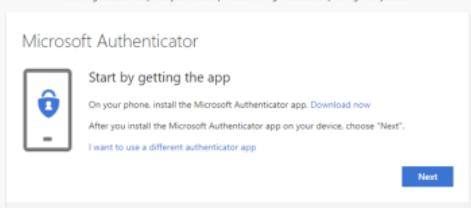 Microsoft Authenticator
Start by getting the app
On your phone, install the Microsoft Authenticator app. Download now
After you install the Microsoft Authenticator app on your device, choose "Next".
I want to use a different authenticator app
Next